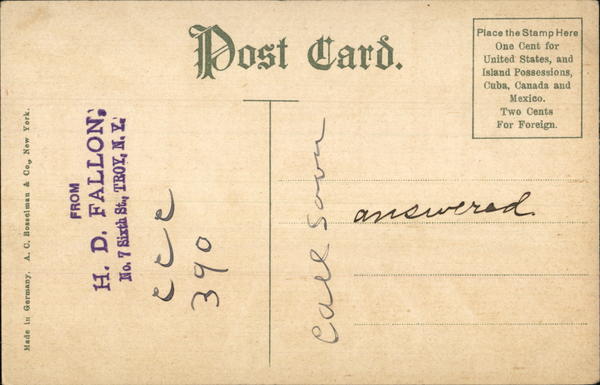 Post Card.
Place the Stamp Here
One Cent for
United States, and
Island Possessions,
Cuba, Canada and
Mexico.
Two Cents
For Foreign.
Made in Germany. A. C. Bosselman & Co., New York.
FROM
H. D. FALLON,
No. 7 Sixth St., TROY, N. Y.
CCC
390
Call soon
answered